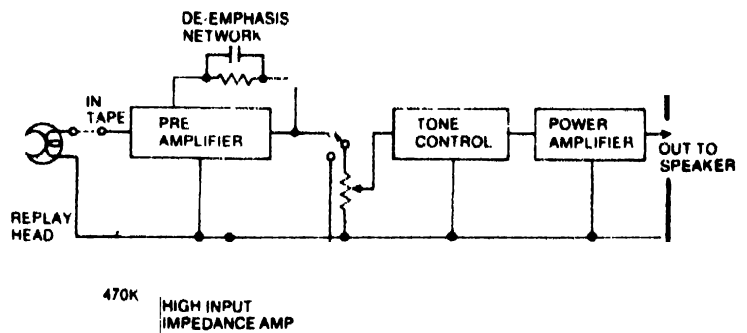 DE-EMPHASIS
NETWORK
IN
TAPE
PRE
AMPLIFIER
TONE
CONTROL
POWER
AMPLIFIER
OUT TO
SPEAKER
REPLAY
HEAD
470K
HIGH INPUT
IMPEDANCE AMP